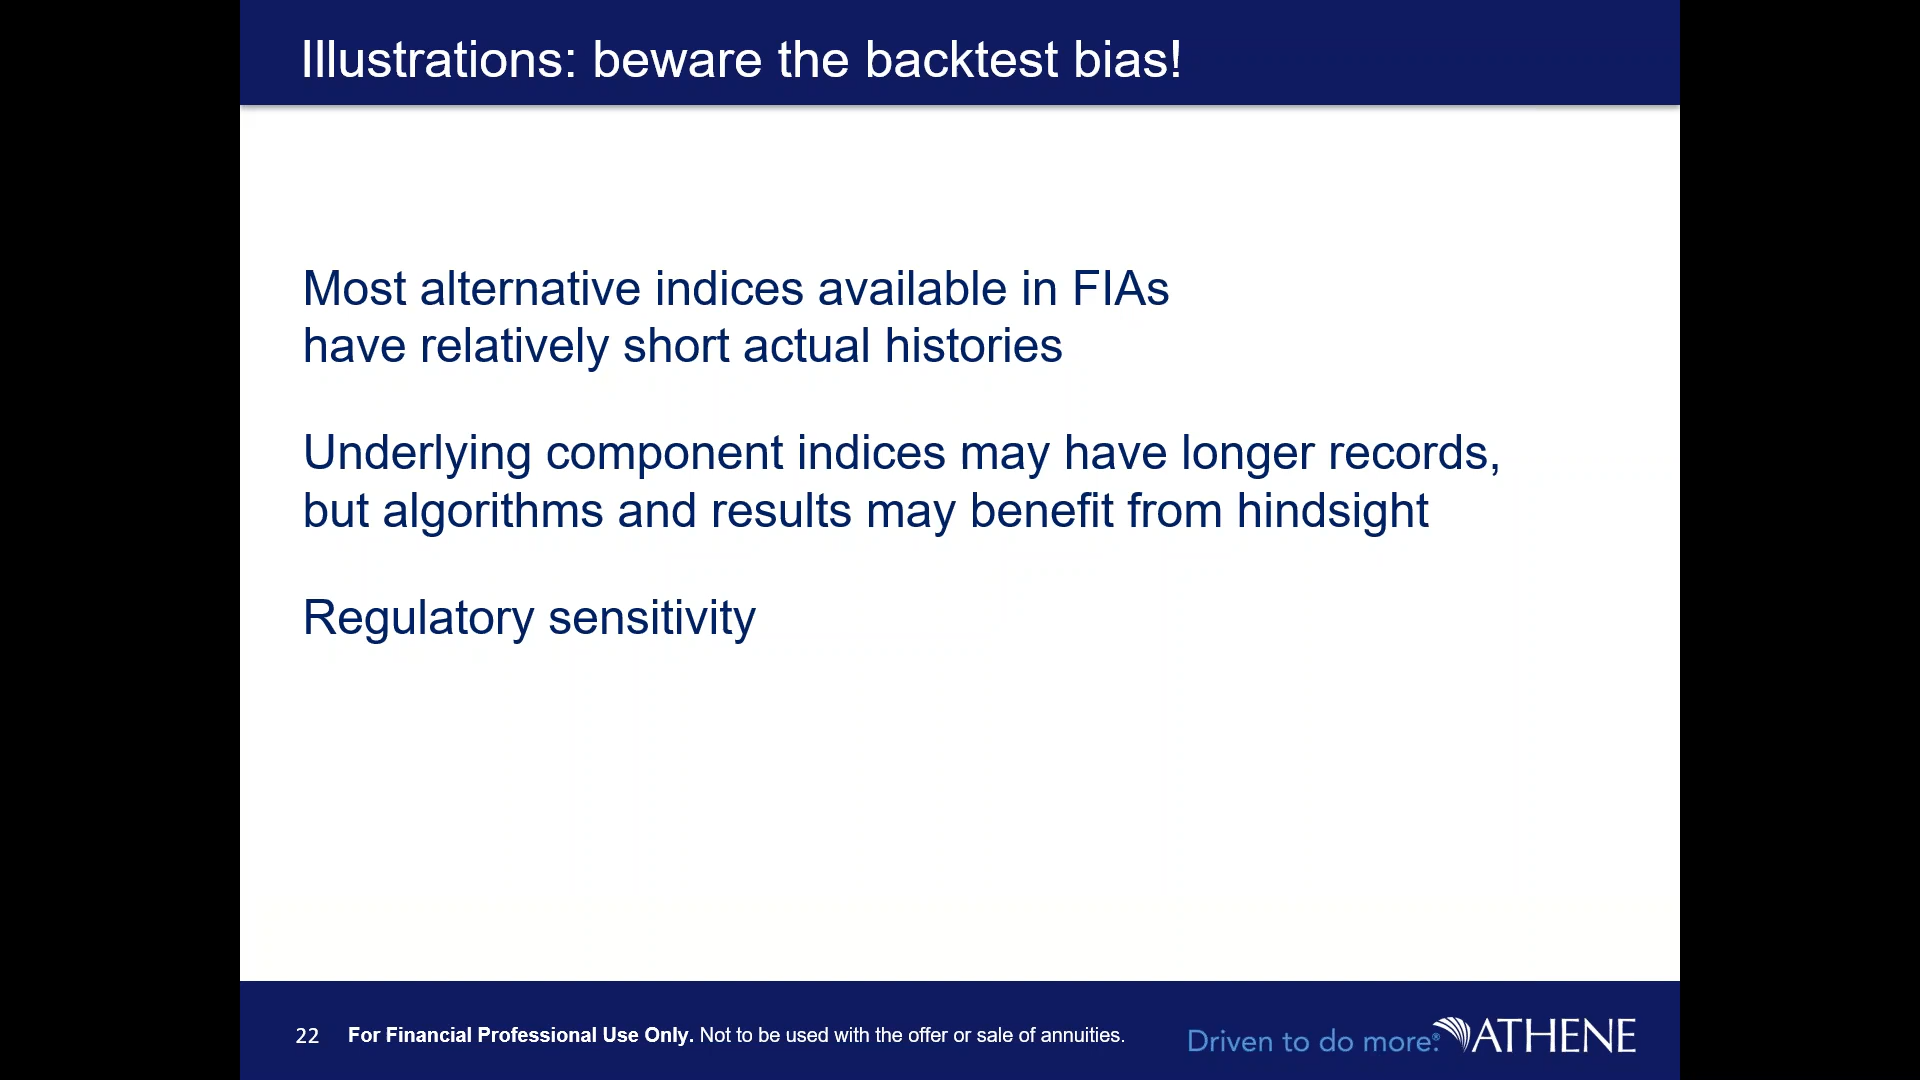 Illustrations: beware the backtest bias!
Most alternative indices available in FIAs
have relatively short actual histories
Underlying component indices may have longer records,
but algorithms and results may benefit from hindsight
Regulatory sensitivity
22 For Financial Professional Use Only. Not to be used with the offer or sale of annuities.
Driven to do more.® ATHENE